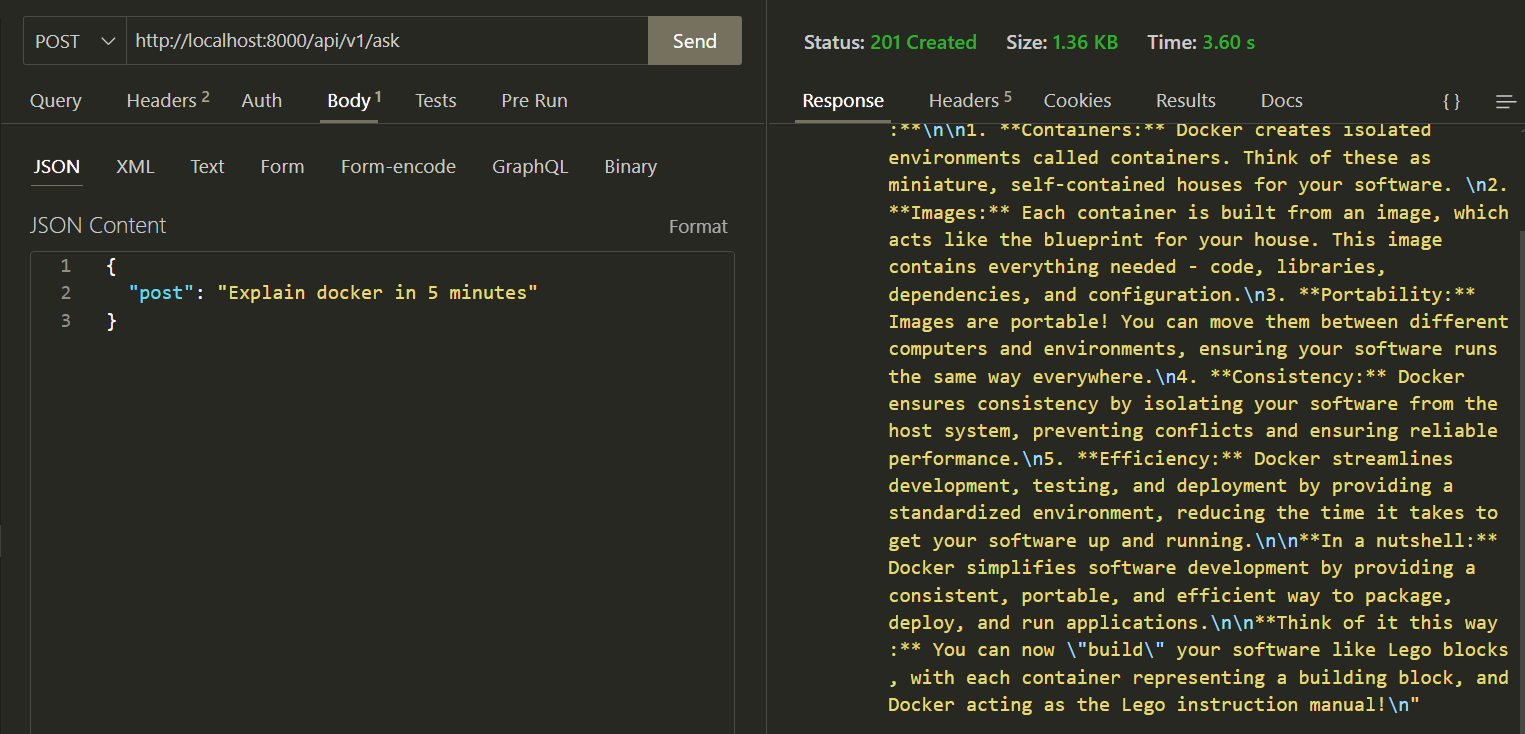 POST http://localhost:8000/api/v1/ask Send
Query Headers 2 Auth Body 1 Tests Pre Run
JSON XML Text Form Form-encode GraphQL Binary
JSON Content Format
1 {
2 "post": "Explain docker in 5 minutes"
3 }
Status: 201 Created Size: 1.36 KB Time: 3.60 s
Response Headers 5 Cookies Results Docs { }
:**\n\n1. **Containers:** Docker creates isolated
environments called containers. Think of these as
miniature, self-contained houses for your software. \n2.
**Images:** Each container is built from an image, which
acts like the blueprint for your house. This image
contains everything needed - code, libraries,
dependencies, and configuration.\n3. **Portability:**
Images are portable! You can move them between different
computers and environments, ensuring your software runs
the same way everywhere.\n4. **Consistency:** Docker
ensures consistency by isolating your software from the
host system, preventing conflicts and ensuring reliable
performance.\n5. **Efficiency:** Docker streamlines
development, testing, and deployment by providing a
standardized environment, reducing the time it takes to
get your software up and running.\n\n**In a nutshell:**
Docker simplifies software development by providing a
consistent, portable, and efficient way to package,
deploy, and run applications.\n\n**Think of it this way
:** You can now \"build\" your software like Lego blocks
, with each container representing a building block, and
Docker acting as the Lego instruction manual!\n"